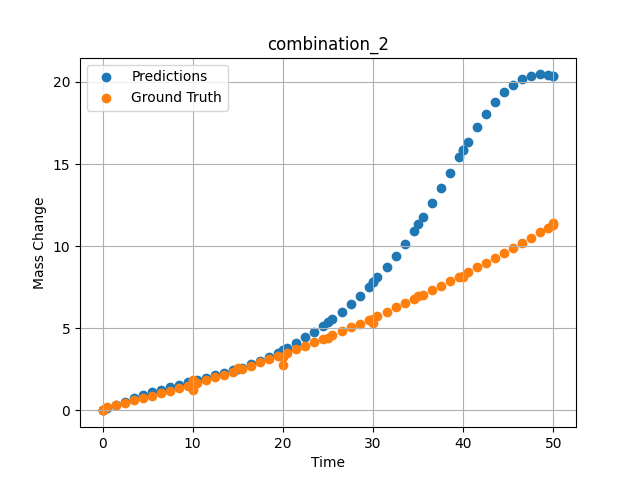 combination_2
Predictions
Ground Truth
20
15
10
5
0
Mass Change
0 10 20 30 40 50
Time